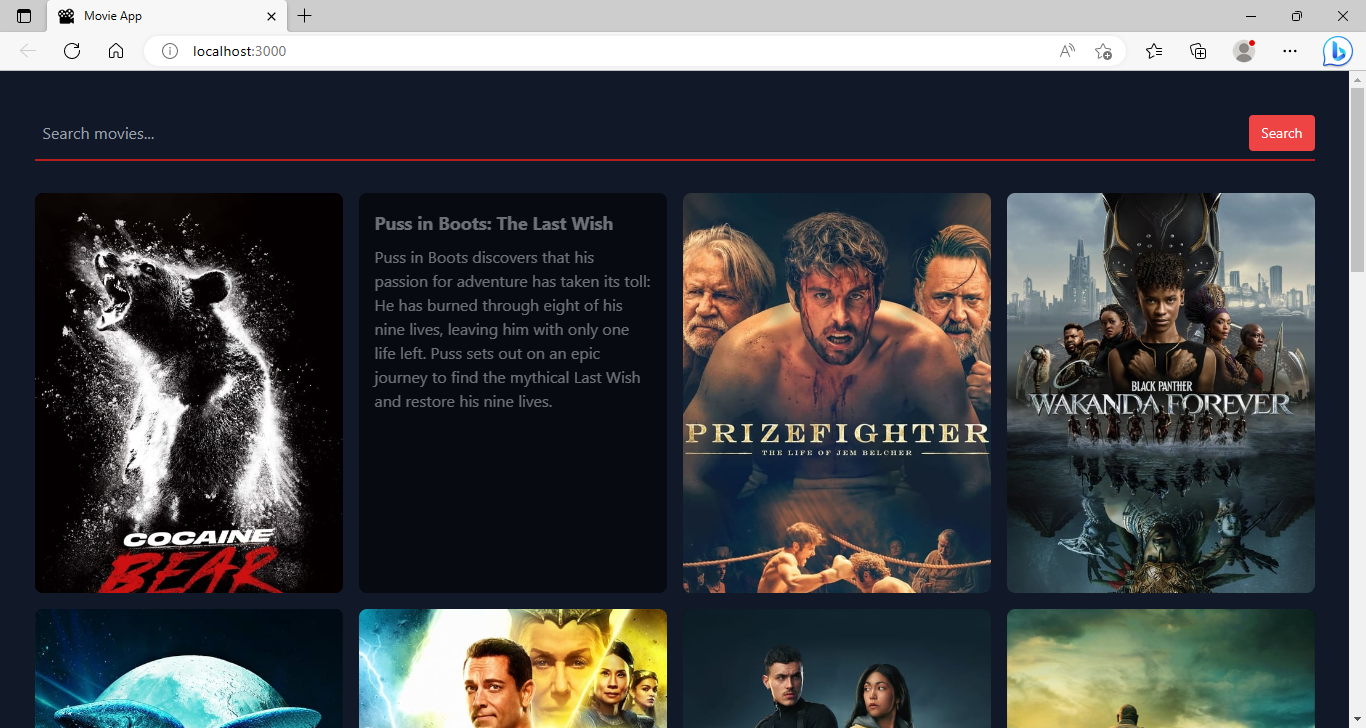 Movie App
localhost:3000
Search movies...
Search
COCAINE
BEAR
Puss in Boots: The Last Wish
Puss in Boots discovers that his
passion for adventure has taken its toll:
He has burned through eight of his
nine lives, leaving him with only one
life left. Puss sets out on an epic
journey to find the mythical Last Wish
and restore his nine lives.
PRIZEFIGHTER
THE LIFE OF JEM BELCHER
BLACK PANTHER
WAKANDA FOREVER